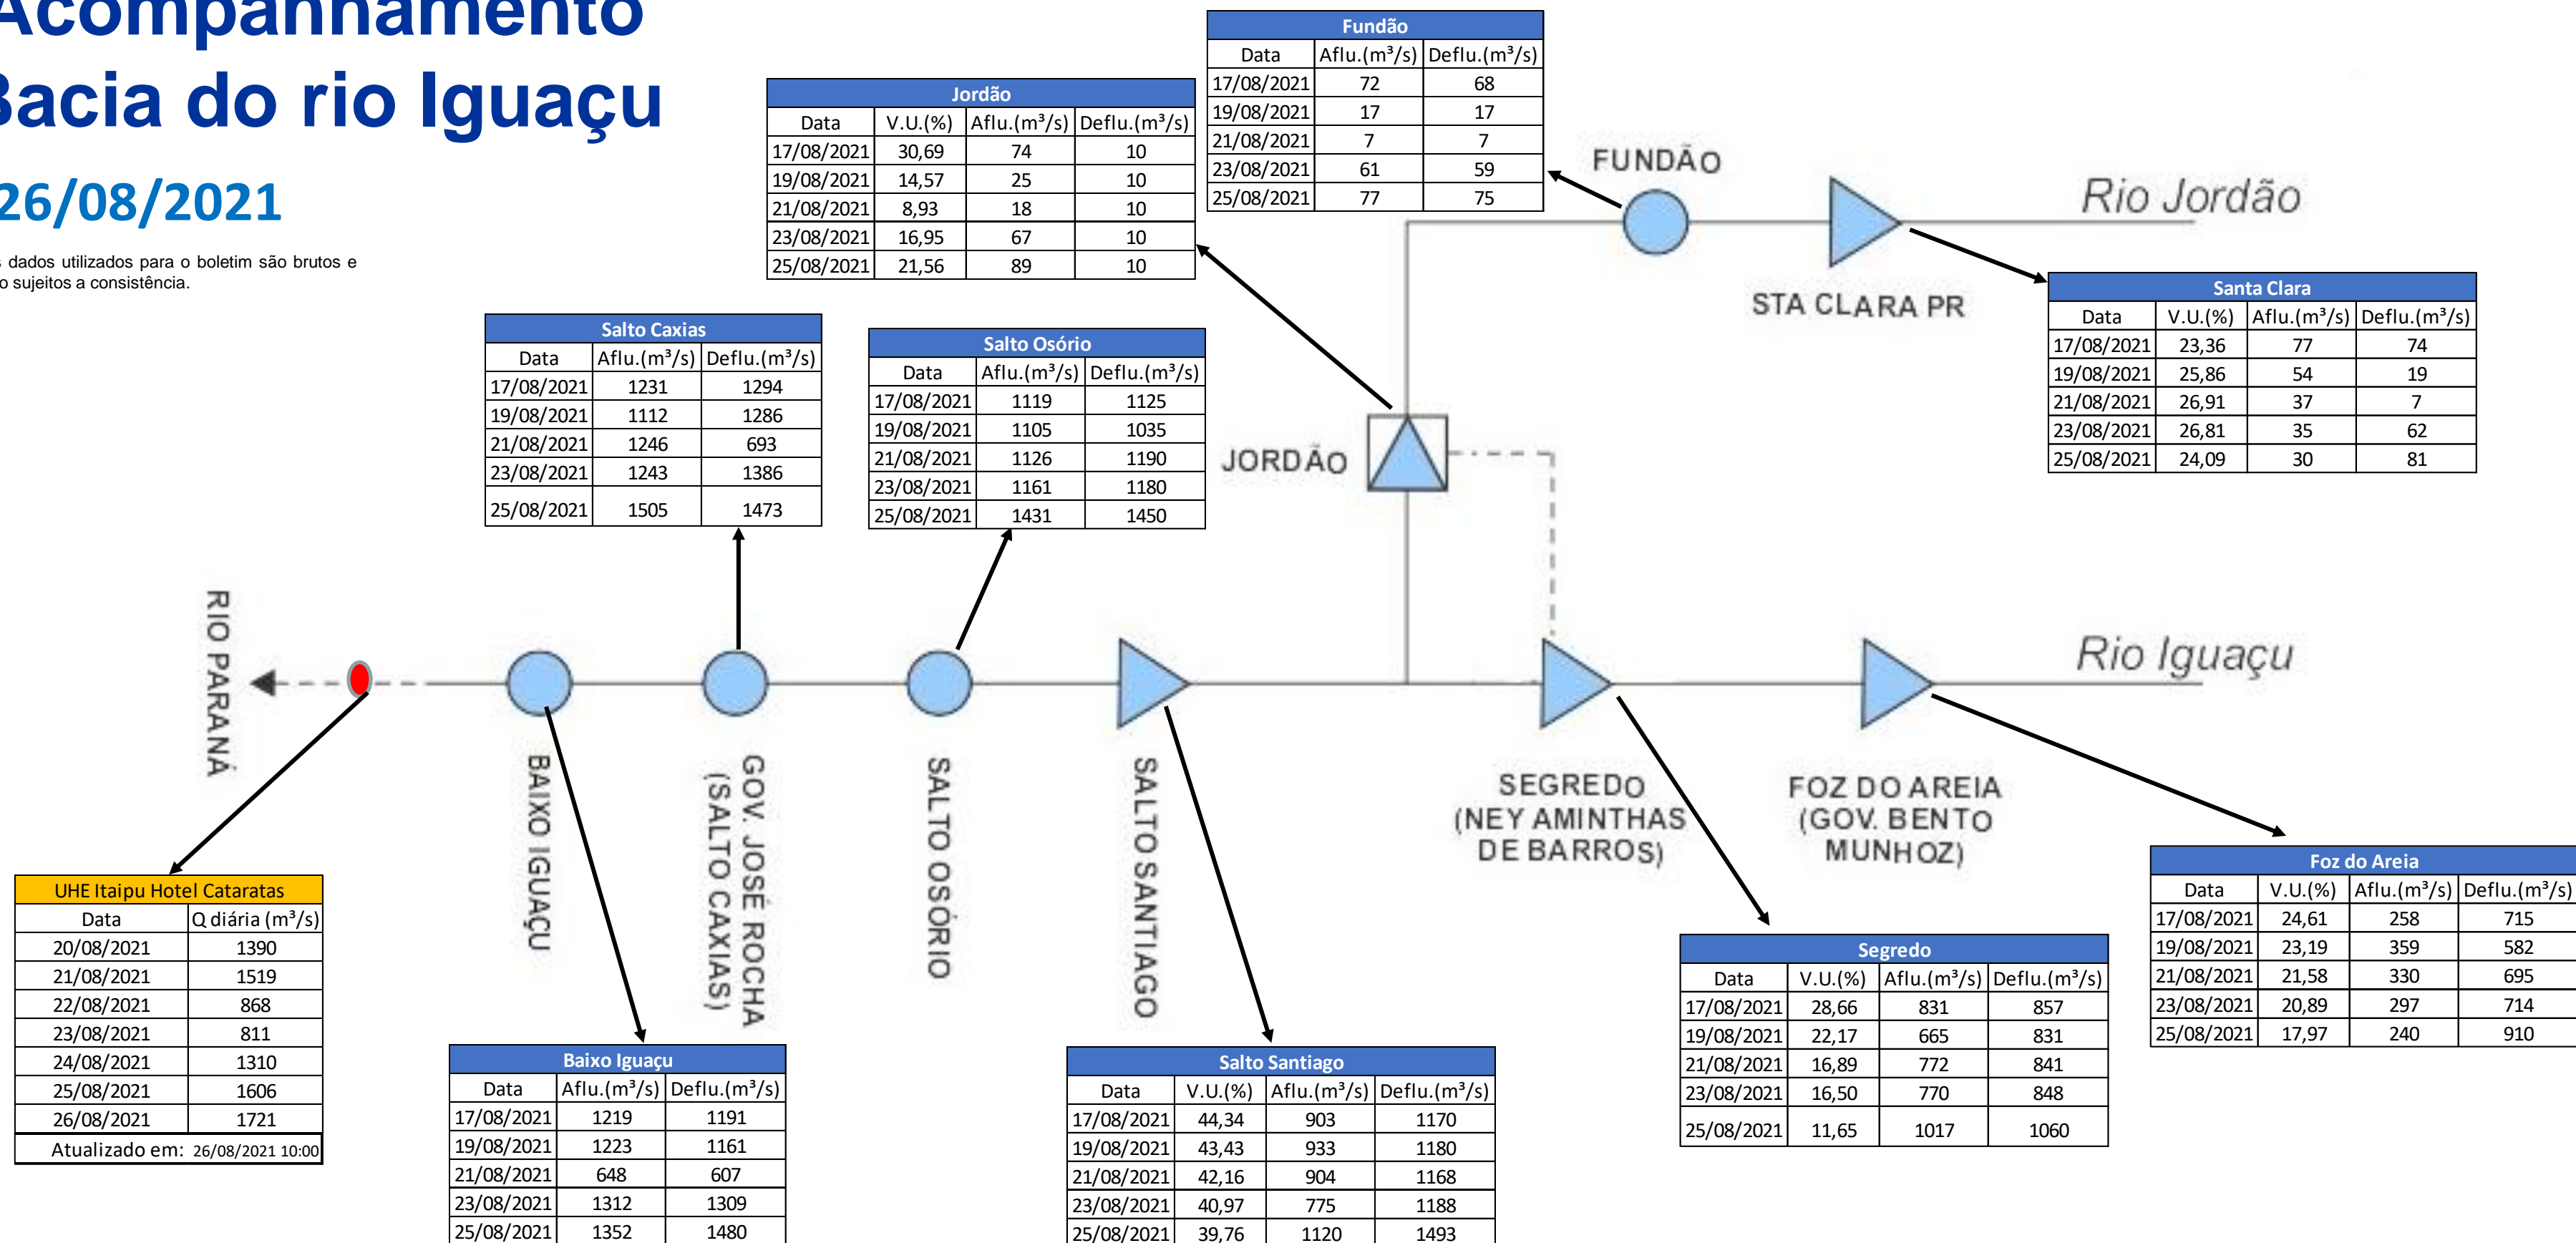 Acompanhamento
Bacia do rio Iguaçu
26/08/2021
s dados utilizados para o boletim são brutos e
o sujeitos a consistência.
Fundão
Data Aflu.(m³/s) Deflu.(m³/s)
17/08/2021 72 68
19/08/2021 17 17
21/08/2021 7 7
23/08/2021 61 59
25/08/2021 77 75
Jordão
Data V.U.(%) Aflu.(m³/s) Deflu.(m³/s)
17/08/2021 30,69 74 10
19/08/2021 14,57 25 10
21/08/2021 8,93 18 10
23/08/2021 16,95 67 10
25/08/2021 21,56 89 10
FUNDÃO
Rio Jordão
STA CLARA PR
Santa Clara
Data V.U.(%) Aflu.(m³/s) Deflu.(m³/s)
17/08/2021 23,36 77 74
19/08/2021 25,86 54 19
21/08/2021 26,91 37 7
23/08/2021 26,81 35 62
25/08/2021 24,09 30 81
Salto Caxias
Data Aflu.(m³/s) Deflu.(m³/s)
17/08/2021 1231 1294
19/08/2021 1112 1286
21/08/2021 1246 693
23/08/2021 1243 1386
25/08/2021 1505 1473
Salto Osório
Data Aflu.(m³/s) Deflu.(m³/s)
17/08/2021 1119 1125
19/08/2021 1105 1035
21/08/2021 1126 1190
23/08/2021 1161 1180
25/08/2021 1431 1450
JORDÃO
RIO PARANÁ
Rio Iguaçu
BAIXO IGUAÇU
GOV. JOSÉ ROCHA
(SALTO CAXIAS)
SALTO OSÓRIO
SALTO SANTIAGO
SEGREDO
(NEY AMINTHAS
DE BARROS)
FOZ DO AREIA
(GOV. BENTO
MUNHOZ)
UHE Itaipu Hotel Cataratas
Data Q diária (m³/s)
20/08/2021 1390
21/08/2021 1519
22/08/2021 868
23/08/2021 811
24/08/2021 1310
25/08/2021 1606
26/08/2021 1721
Atualizado em: 26/08/2021 10:00
Baixo Iguaçu
Data Aflu.(m³/s) Deflu.(m³/s)
17/08/2021 1219 1191
19/08/2021 1223 1161
21/08/2021 648 607
23/08/2021 1312 1309
25/08/2021 1352 1480
Salto Santiago
Data V.U.(%) Aflu.(m³/s) Deflu.(m³/s)
17/08/2021 44,34 903 1170
19/08/2021 43,43 933 1180
21/08/2021 42,16 904 1168
23/08/2021 40,97 775 1188
25/08/2021 39,76 1120 1493
Segredo
Data V.U.(%) Aflu.(m³/s) Deflu.(m³/s)
17/08/2021 28,66 831 857
19/08/2021 22,17 665 831
21/08/2021 16,89 772 841
23/08/2021 16,50 770 848
25/08/2021 11,65 1017 1060
Foz do Areia
Data V.U.(%) Aflu.(m³/s) Deflu.(m³/s)
17/08/2021 24,61 258 715
19/08/2021 23,19 359 582
21/08/2021 21,58 330 695
23/08/2021 20,89 297 714
25/08/2021 17,97 240 910